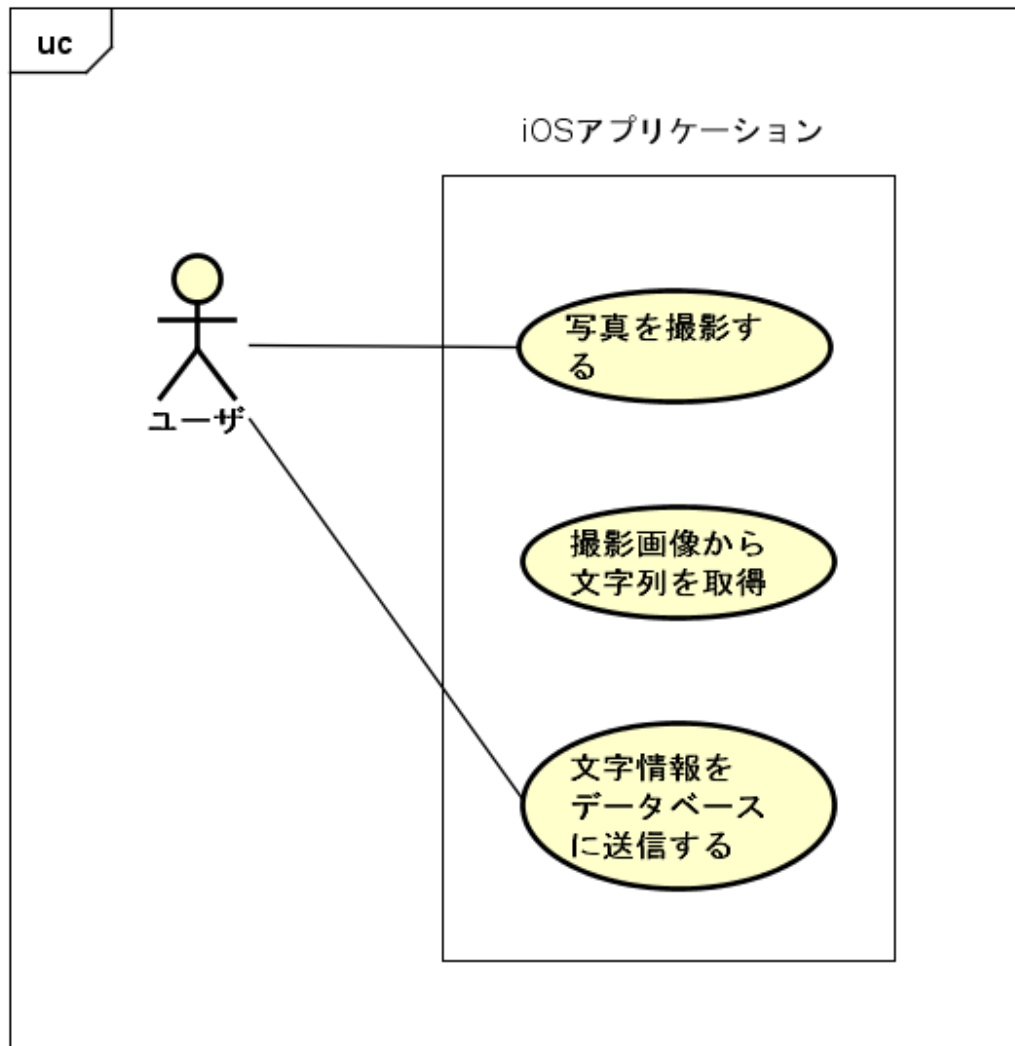 uc
iOSアプリケーション
写真を撮影す
る
ユーザ
撮影画像から
文字列を取得
文字情報を
データベース
に送信する